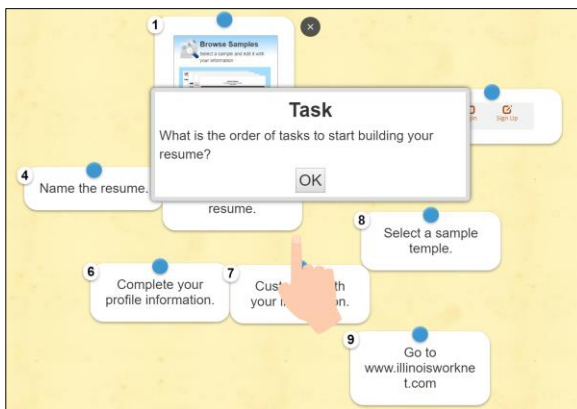 1
Browse Samples
Select a sample and edit it with
your information
Task
What is the order of tasks to start building your
resume?
OK
Sign Up
4
Name the resume.
resume.
8
Select a sample
temple.
6
Complete your
profile information.
7
9
Go to
www.illinoisworkne
t.com